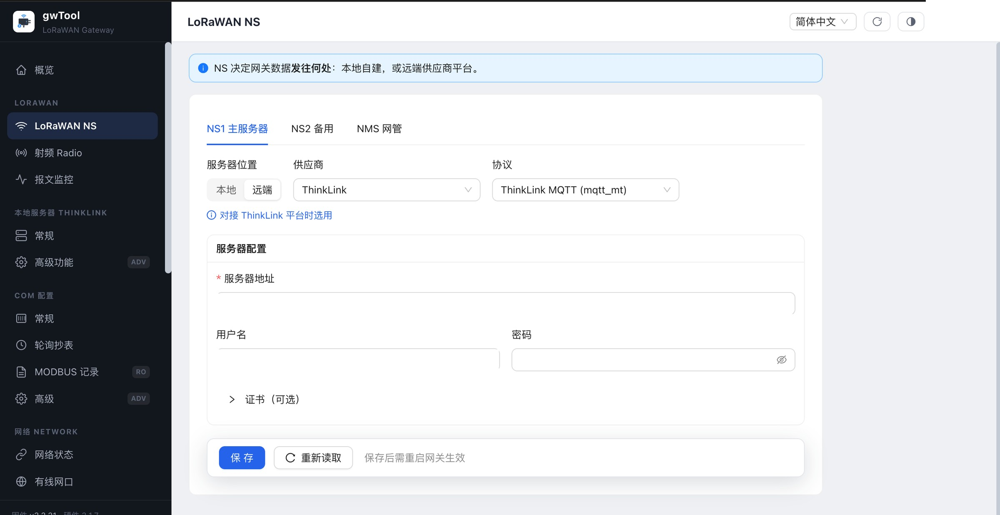 gwTool
LoRaWAN Gateway
概览
LORAWAN
LoRaWAN NS
射频 Radio
报文监控
本地服务器 THINKLINK
常规
高级功能 ADV
COM 配置
常规
轮询抄表
MODBUS 记录 RO
高级 ADV
网络 NETWORK
网络状态
有线网口
LoRaWAN NS
简体中文
NS 决定网关数据发往何处：本地自建，或远端供应商平台。
NS1 主服务器 NS2 备用 NMS 网管
服务器位置 供应商 协议
本地 远端 ThinkLink ThinkLink MQTT (mqtt_mt)
对接 ThinkLink 平台时选用
服务器配置
* 服务器地址
用户名 密码
证书（可选）
保 存 重新读取 保存后需重启网关生效